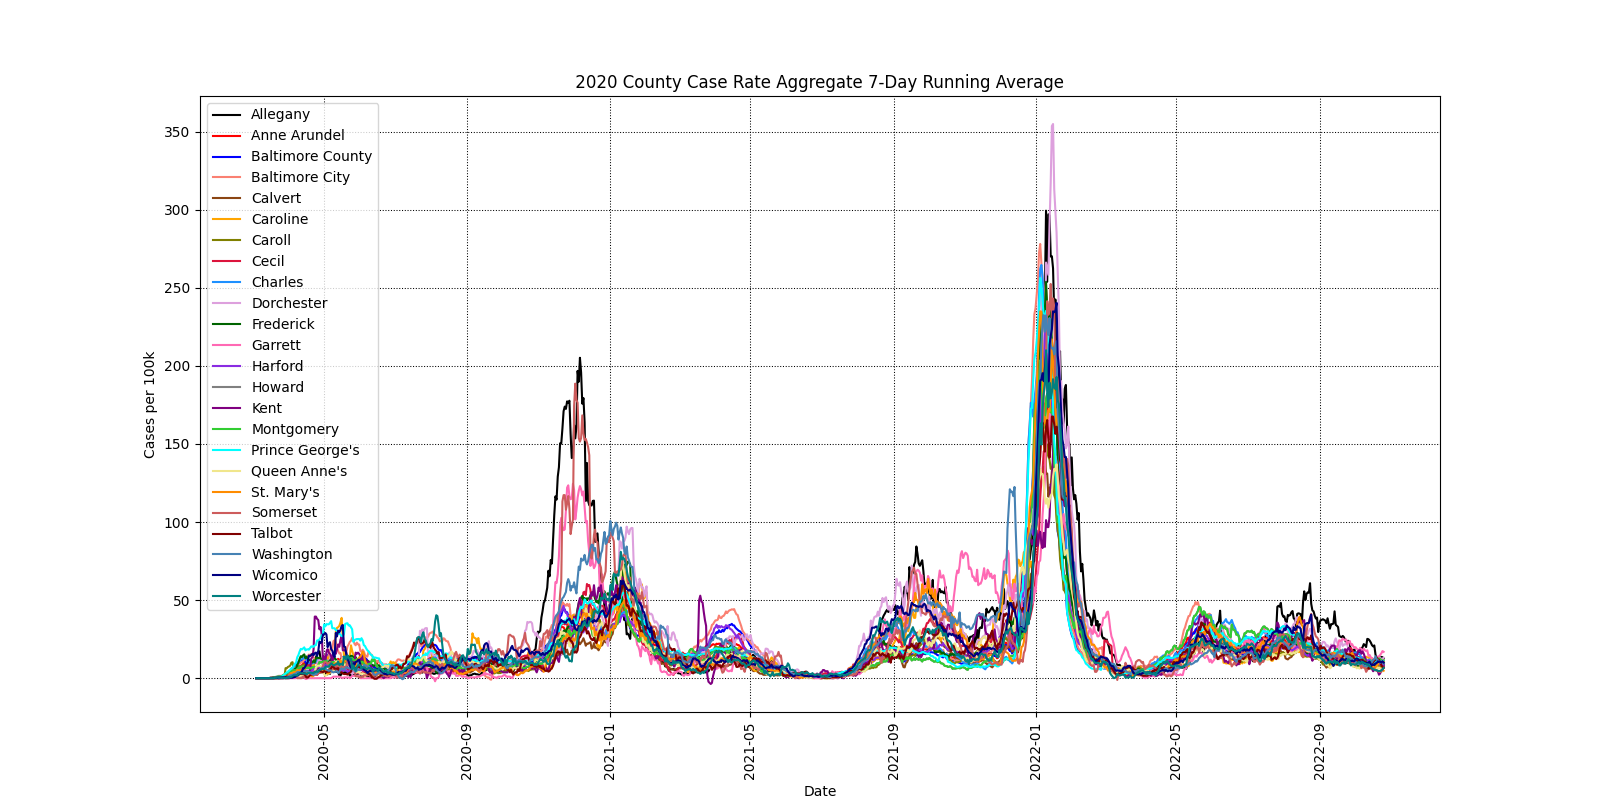 2020 County Case Rate Aggregate 7-Day Running Average
Allegany
Anne Arundel
Baltimore County
Baltimore City
Calvert
Caroline
Caroll
Cecil
Charles
Dorchester
Frederick
Garrett
Harford
Howard
Kent
Montgomery
Prince George's
Queen Anne's
St. Mary's
Somerset
Talbot
Washington
Wicomico
Worcester
Cases per 100k
350
300
250
200
150
100
50
0
2020-05
2020-09
2021-01
2021-05
2021-09
2022-01
2022-05
2022-09
Date